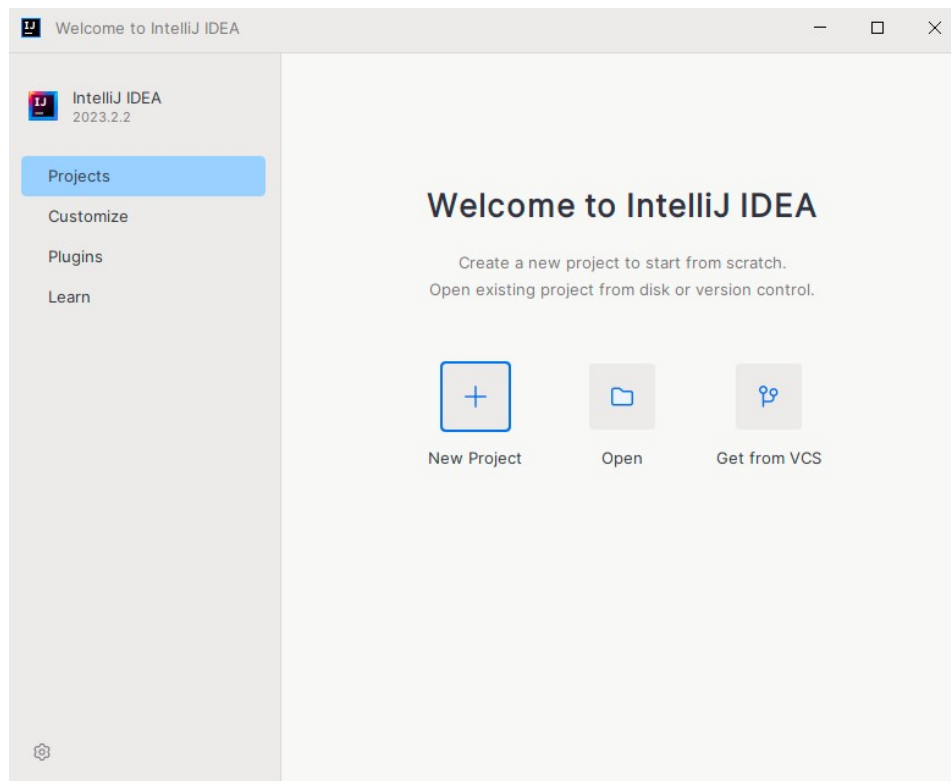 IJ Welcome to IntelliJ IDEA
IJ IntelliJ IDEA
2023.2.2
Projects
Customize
Plugins
Learn
Welcome to IntelliJ IDEA
Create a new project to start from scratch.
Open existing project from disk or version control.
New Project Open Get from VCS